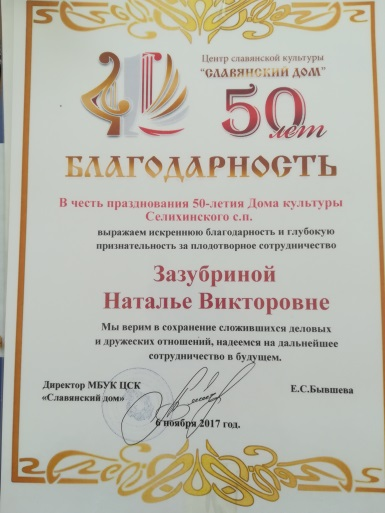 Центр славянской культуры
"СЛАВЯНСКИЙ ДОМ"
50
лет
БЛАГОДАРНОСТЬ
В честь празднования 50-летия Дома культуры
Селихинского с.п.
выражаем искреннюю благодарность и глубокую
признательность за плодотворное сотрудничество
Зазубриной
Наталье Викторовне
Мы верим в сохранение сложившихся деловых
и дружеских отношений, надеемся на дальнейшее
сотрудничество в будущем.
Директор МБУК ЦСК
«Славянский дом»
Е.С.Бывшева
6 ноября 2017 год.